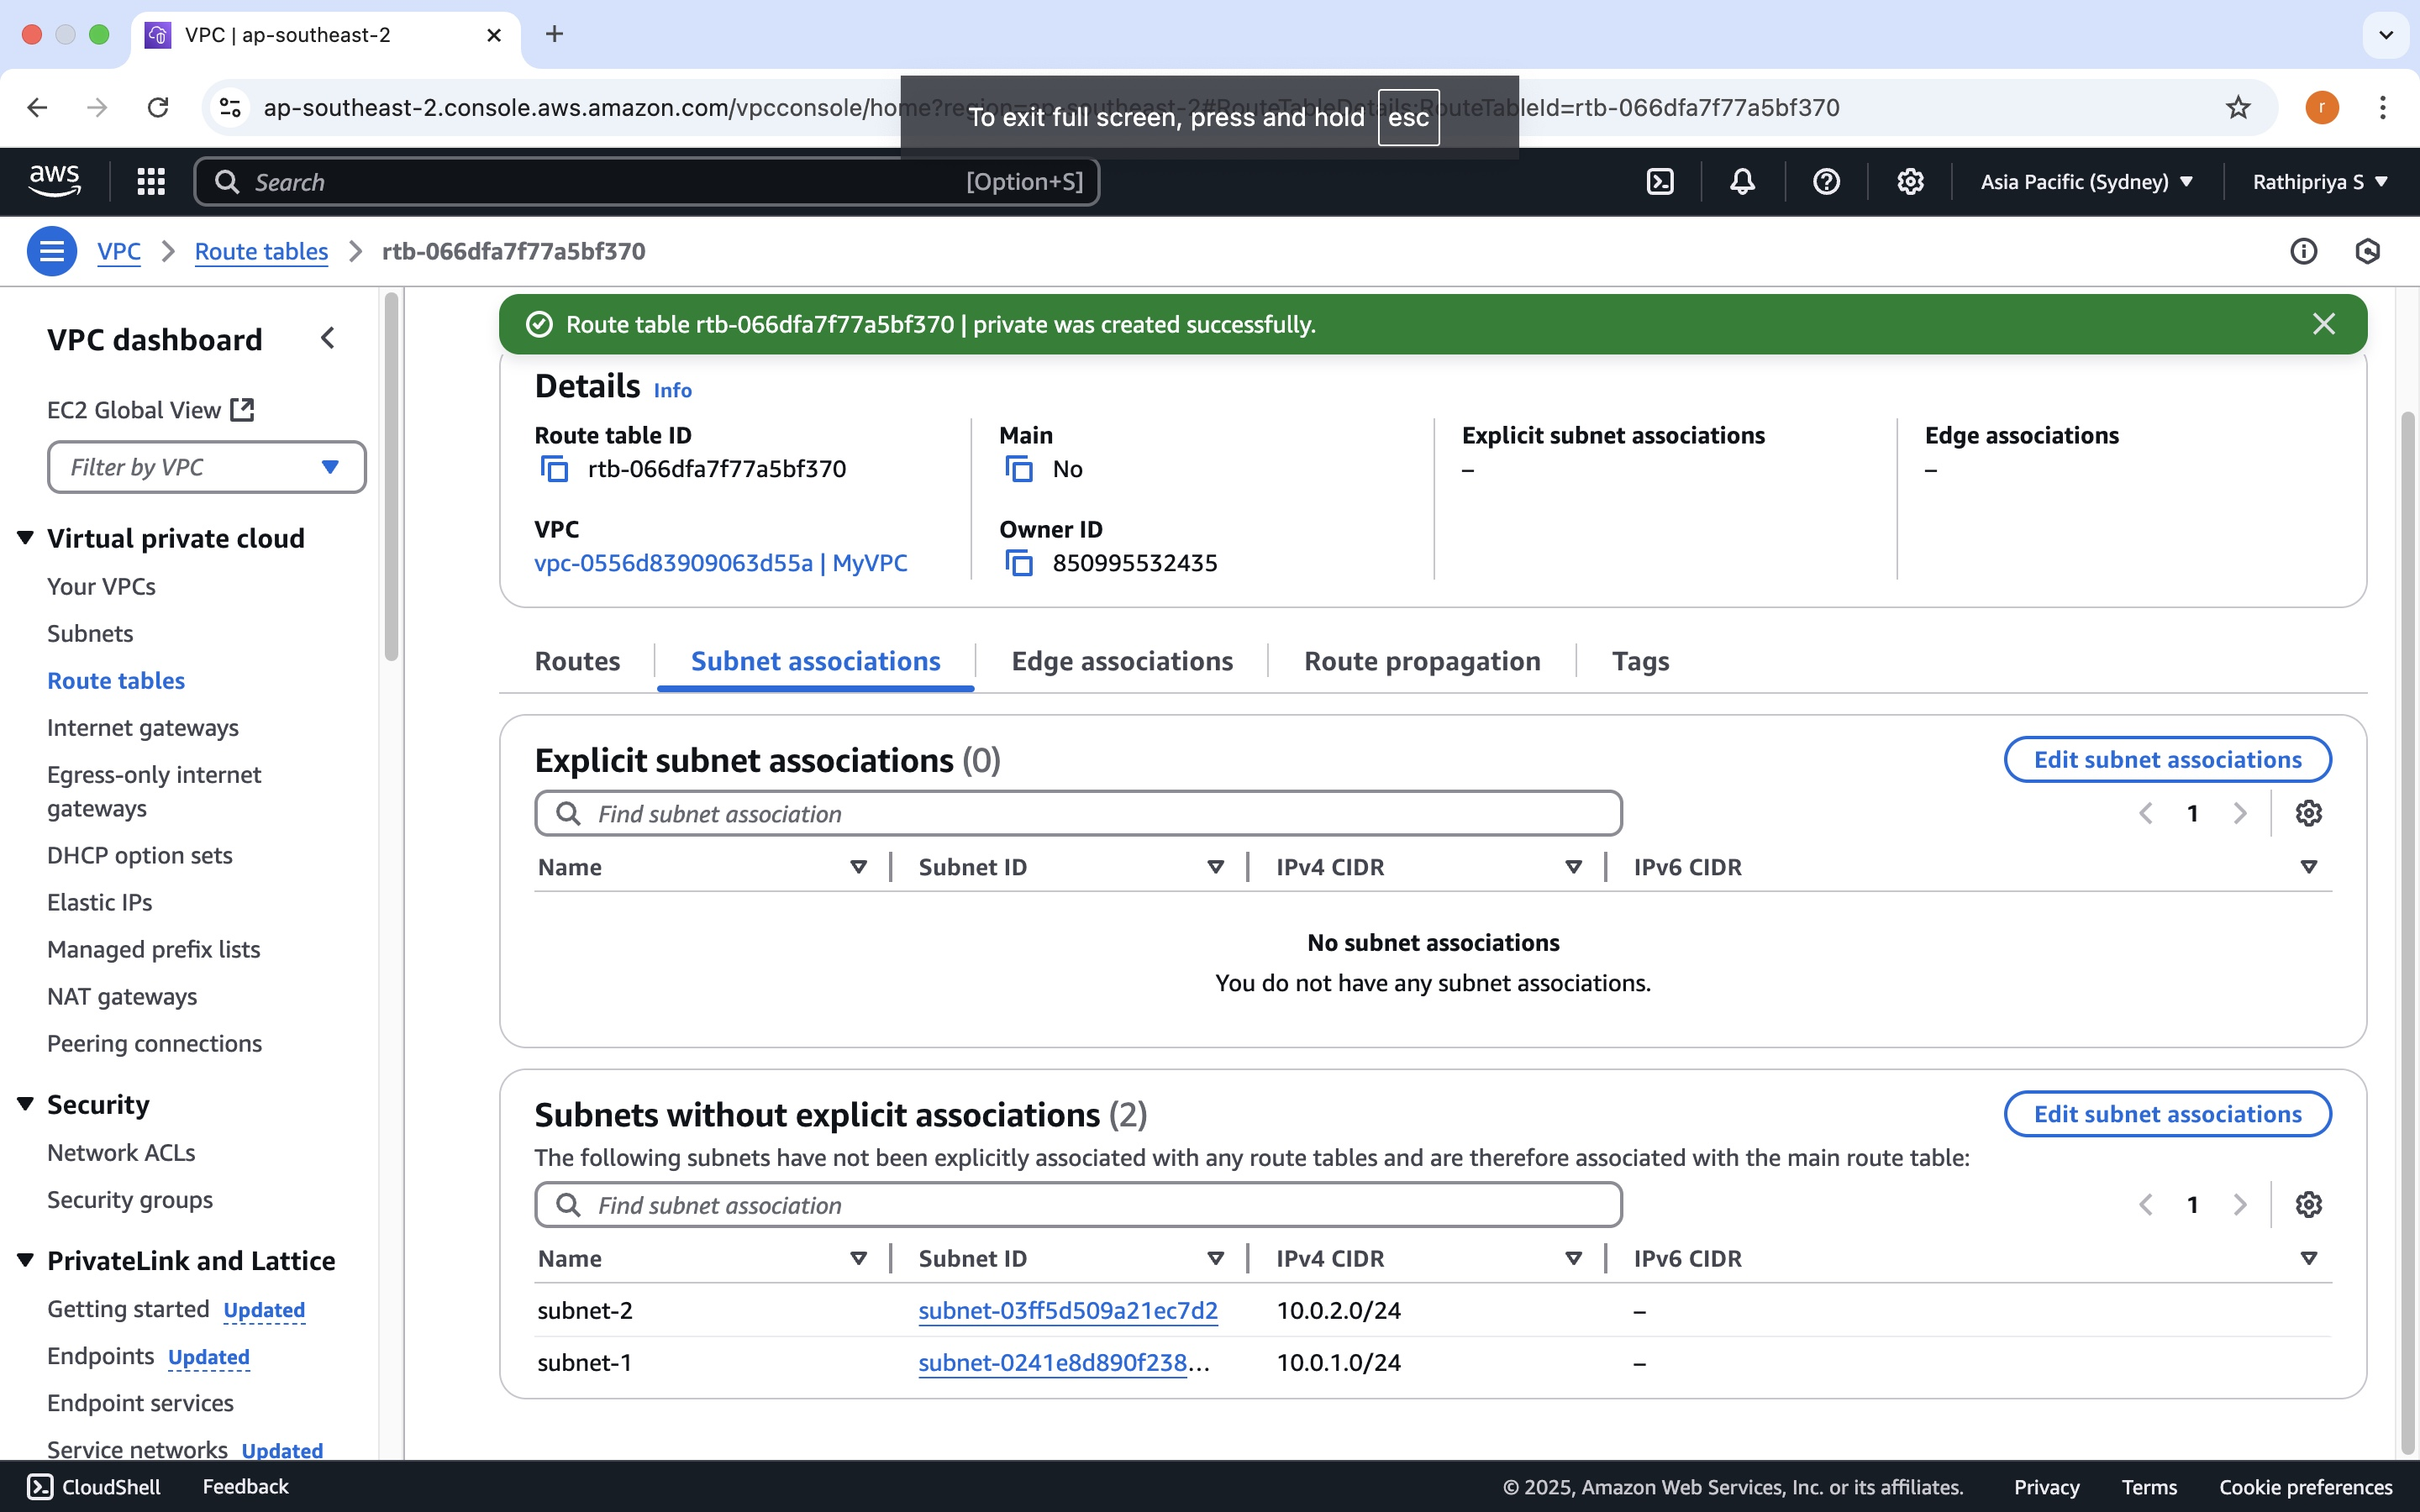 VPC | ap-southeast-2
ap-southeast-2.console.aws.amazon.com/vpcconsole/home?region=ap-southeast-2#RouteTableDetails:RouteTableId=rtb-066dfa7f77a5bf370
r
To exit full screen, press and hold esc
aws
Search
[Option+S]
Asia Pacific (Sydney)
Rathipriya S
VPC
Route tables
rtb-066dfa7f77a5bf370
VPC dashboard
EC2 Global View
Filter by VPC
Virtual private cloud
Your VPCs
Subnets
Route tables
Internet gateways
Egress-only internet
gateways
DHCP option sets
Elastic IPs
Managed prefix lists
NAT gateways
Peering connections
Security
Network ACLs
Security groups
PrivateLink and Lattice
Getting started Updated
Endpoints Updated
Endpoint services
Service networks Updated
Route table rtb-066dfa7f77a5bf370 | private was created successfully.
Details Info
Route table ID
rtb-066dfa7f77a5bf370
Main
No
Explicit subnet associations
–
Edge associations
–
VPC
vpc-0556d83909063d55a | MyVPC
Owner ID
850995532435
Routes
Subnet associations
Edge associations
Route propagation
Tags
Explicit subnet associations (0)
Edit subnet associations
Find subnet association
1
Name
Subnet ID
IPv4 CIDR
IPv6 CIDR
No subnet associations
You do not have any subnet associations.
Subnets without explicit associations (2)
Edit subnet associations
The following subnets have not been explicitly associated with any route tables and are therefore associated with the main route table:
Find subnet association
1
Name
Subnet ID
IPv4 CIDR
IPv6 CIDR
subnet-2 subnet-03ff5d509a21ec7d2 10.0.2.0/24 –
subnet-1 subnet-0241e8d890f238... 10.0.1.0/24 –
CloudShell
Feedback
© 2025, Amazon Web Services, Inc. or its affiliates.
Privacy
Terms
Cookie preferences